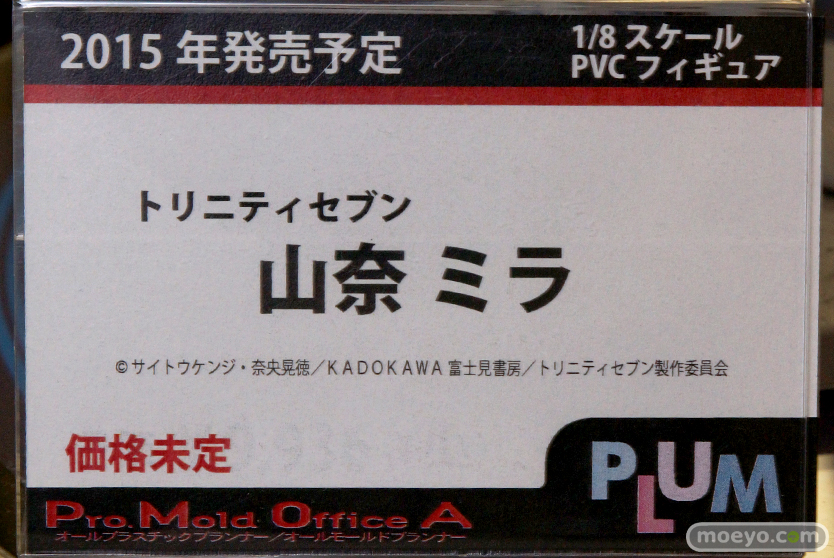 2015 年発売予定
1/8 スケール
PVC フィギュア
トリニティセブン
山奈 ミラ
©サイトウケンジ・奈央晃徳／KADOKAWA 富士見書房／トリニティセブン製作委員会
価格未定
PLUM
Pro. Mold Office A
オールプラスチックプランナー／オールモールドプランナー
moeyo.com